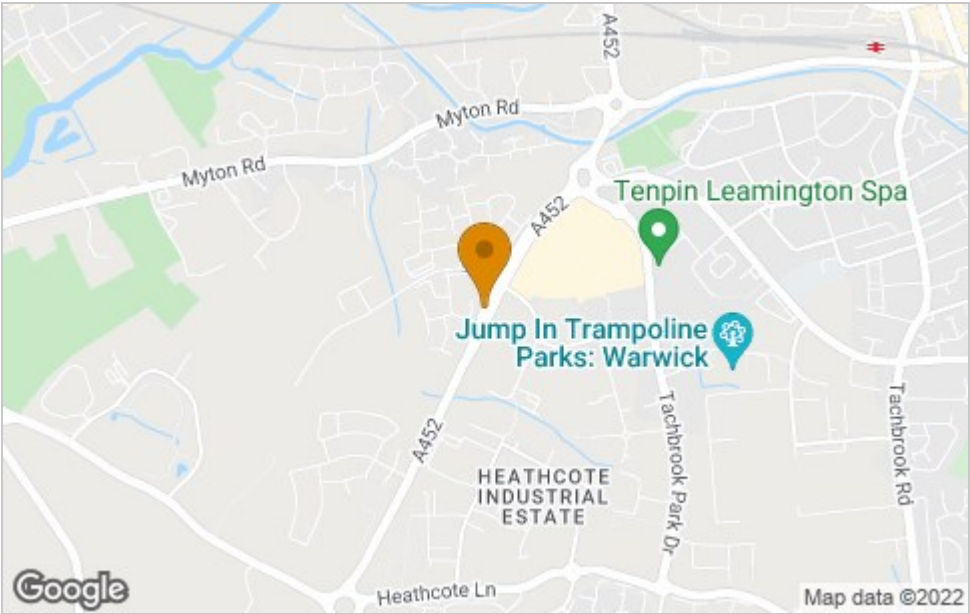 A452
Myton Rd
Myton Rd
Tenpin Leamington Spa
A452
Jump In Trampoline
Parks: Warwick
A452
Tachbrook Park Dr
Tachbrook Rd
HEATHCOTE
INDUSTRIAL
ESTATE
Heathcote Ln
Google
Map data ©2022